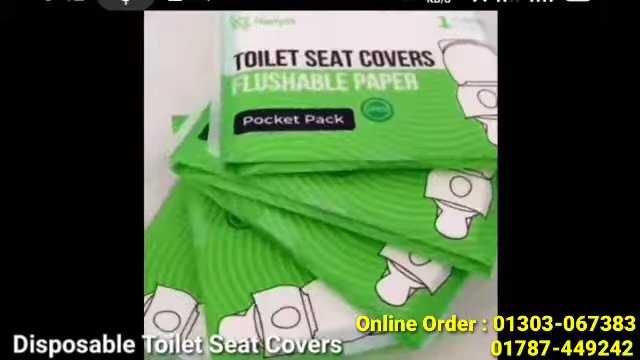 TOILET SEAT COVERS
FLUSHABLE PAPER
Pocket Pack
Online Order : 01303-067383
Disposable Toilet Seat Covers
01787-449242